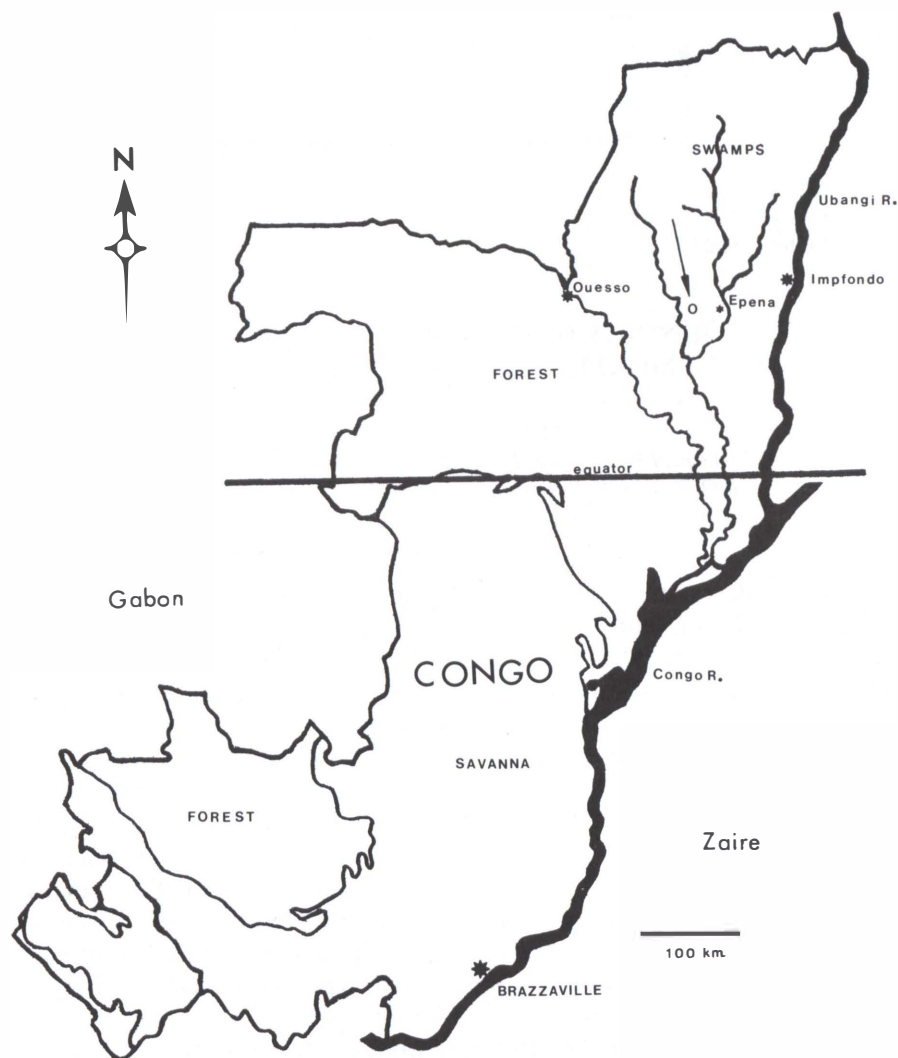 N
SWAMPS
Ubangi R.
Ouesso
O
Epena
Impfondo
FOREST
equator
Gabon
CONGO
Congo R.
SAVANNA
FOREST
Zaire
100 km.
BRAZZAVILLE